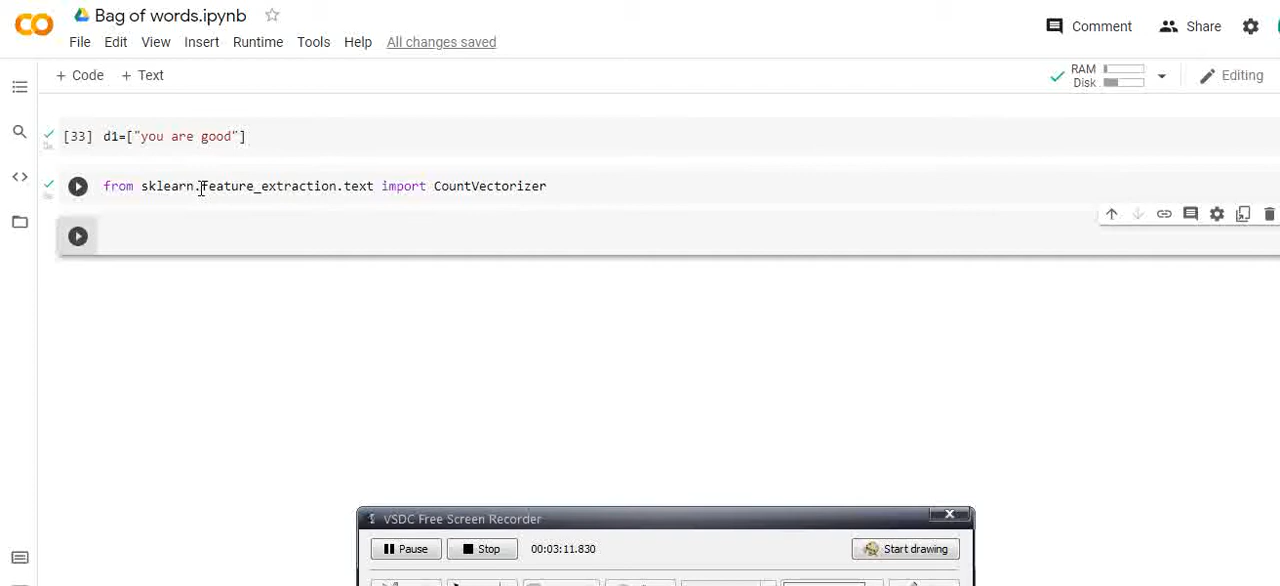 Bag of words.ipynb
File Edit View Insert Runtime Tools Help All changes saved
Comment Share
+ Code + Text
RAM
Disk
Editing
[33] d1=["you are good"]
from sklearn.feature_extraction.text import CountVectorizer
VSDC Free Screen Recorder
Pause Stop 00:03:11.830 Start drawing